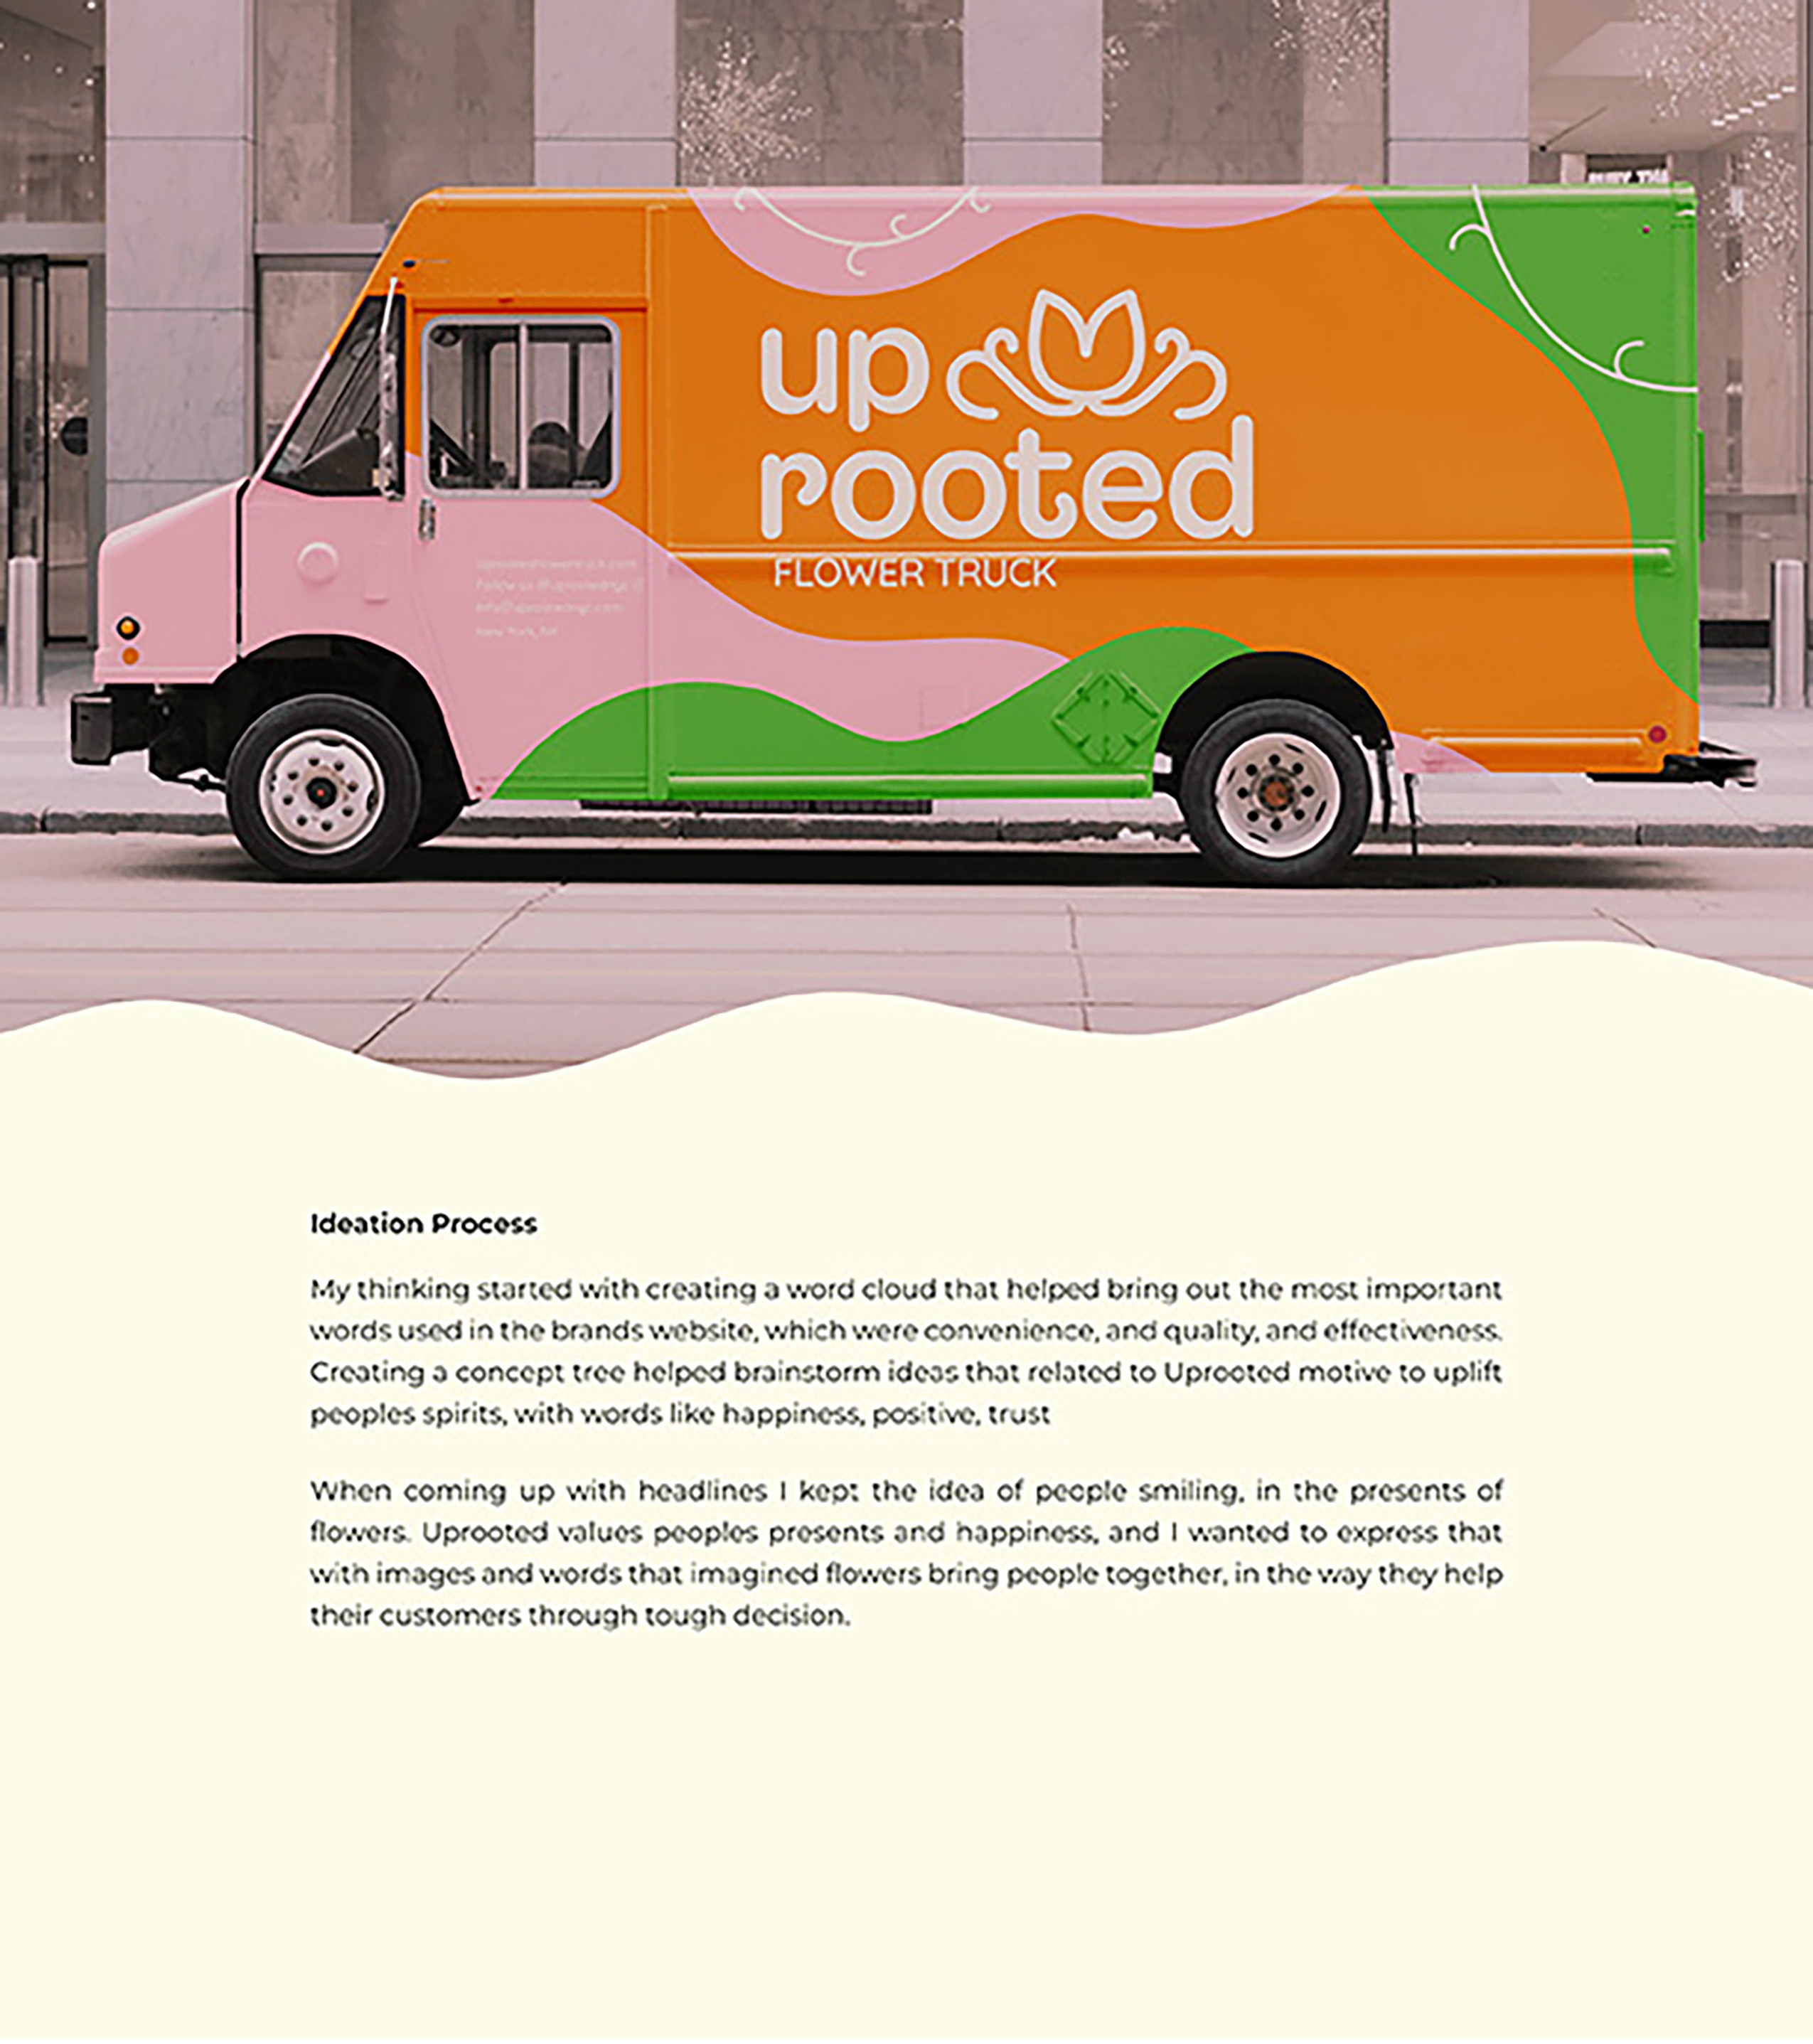 up
rooted
FLOWER TRUCK
New York, NY
Ideation Process
My thinking started with creating a word cloud that helped bring out the most important
words used in the brands website, which were convenience, and quality, and effectiveness.
Creating a concept tree helped brainstorm ideas that related to Uprooted motive to uplift
peoples spirits, with words like happiness, positive, trust
When coming up with headlines I kept the idea of people smiling, in the presents of
flowers. Uprooted values peoples presents and happiness, and I wanted to express that
with images and words that imagined flowers bring people together, in the way they help
their customers through tough decision.